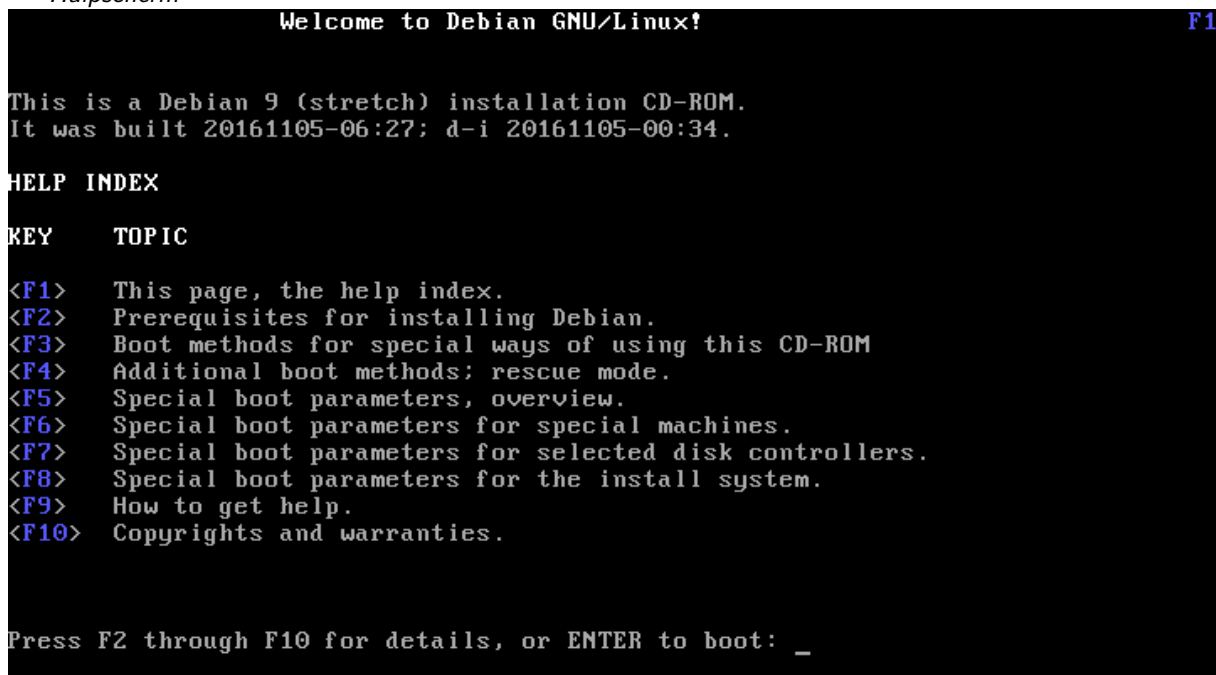 Hulpscherm
Welcome to Debian GNU/Linux! F1
This is a Debian 9 (stretch) installation CD-ROM.
It was built 20161105-06:27; d-i 20161105-00:34.
HELP INDEX
KEY TOPIC
<F1> This page, the help index.
<F2> Prerequisites for installing Debian.
<F3> Boot methods for special ways of using this CD-ROM
<F4> Additional boot methods; rescue mode.
<F5> Special boot parameters, overview.
<F6> Special boot parameters for special machines.
<F7> Special boot parameters for selected disk controllers.
<F8> Special boot parameters for the install system.
<F9> How to get help.
<F10> Copyrights and warranties.
Press F2 through F10 for details, or ENTER to boot: _